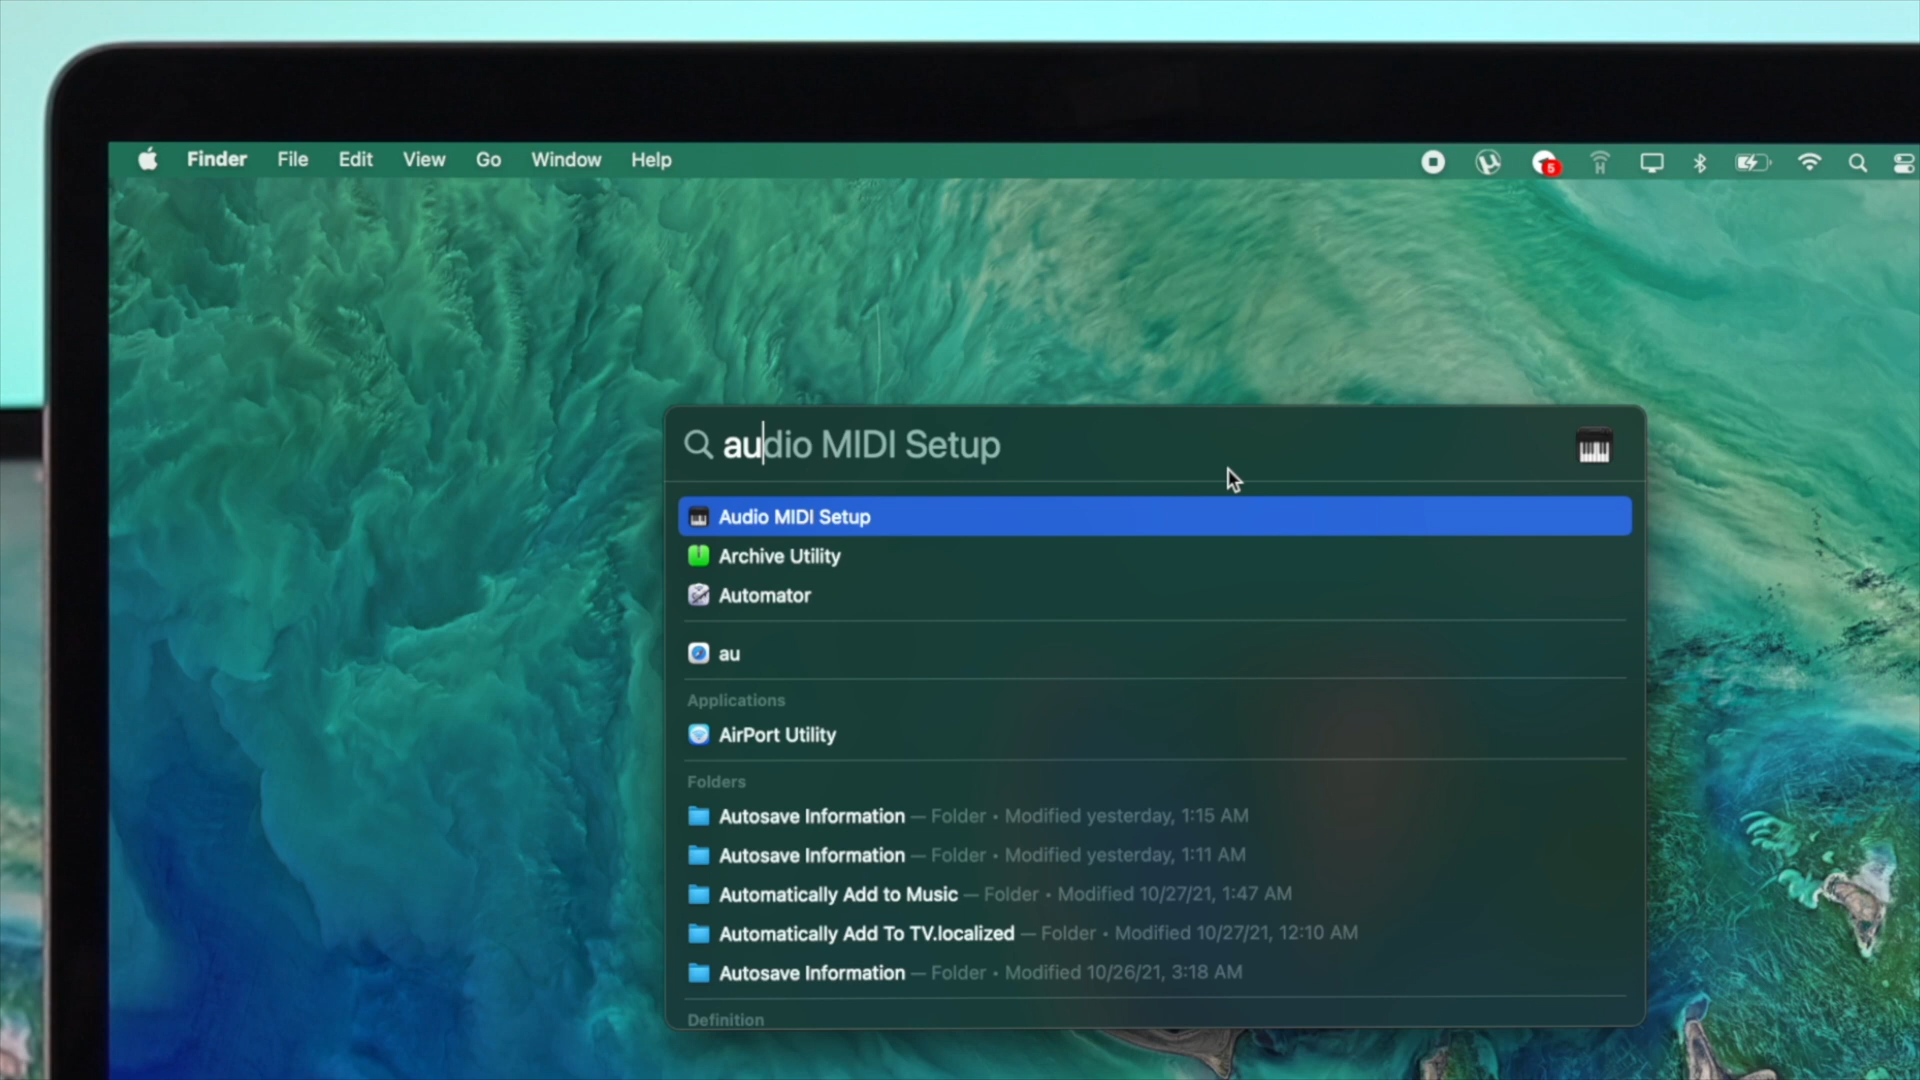 Finder File Edit View Go Window Help
5
H
audio MIDI Setup
Audio MIDI Setup
Archive Utility
Automator
au
Applications
AirPort Utility
Folders
Autosave Information — Folder • Modified yesterday, 1:15 AM
Autosave Information — Folder • Modified yesterday, 1:11 AM
Automatically Add to Music — Folder • Modified 10/27/21, 1:47 AM
Automatically Add To TV.localized — Folder • Modified 10/27/21, 12:10 AM
Autosave Information — Folder • Modified 10/26/21, 3:18 AM
Definition